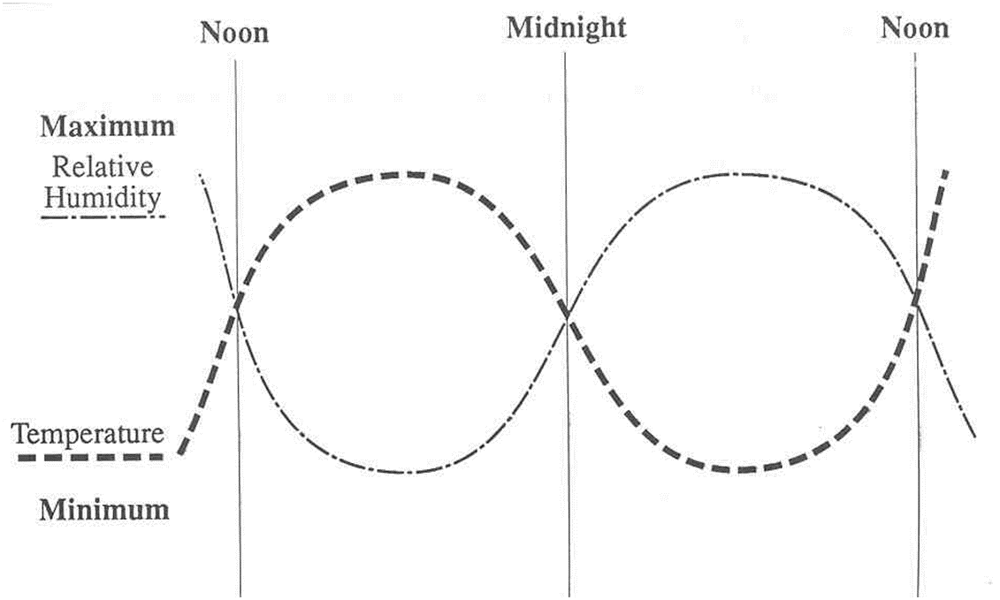 Noon
Midnight
Noon
Maximum
Relative
Humidity
Temperature
Minimum